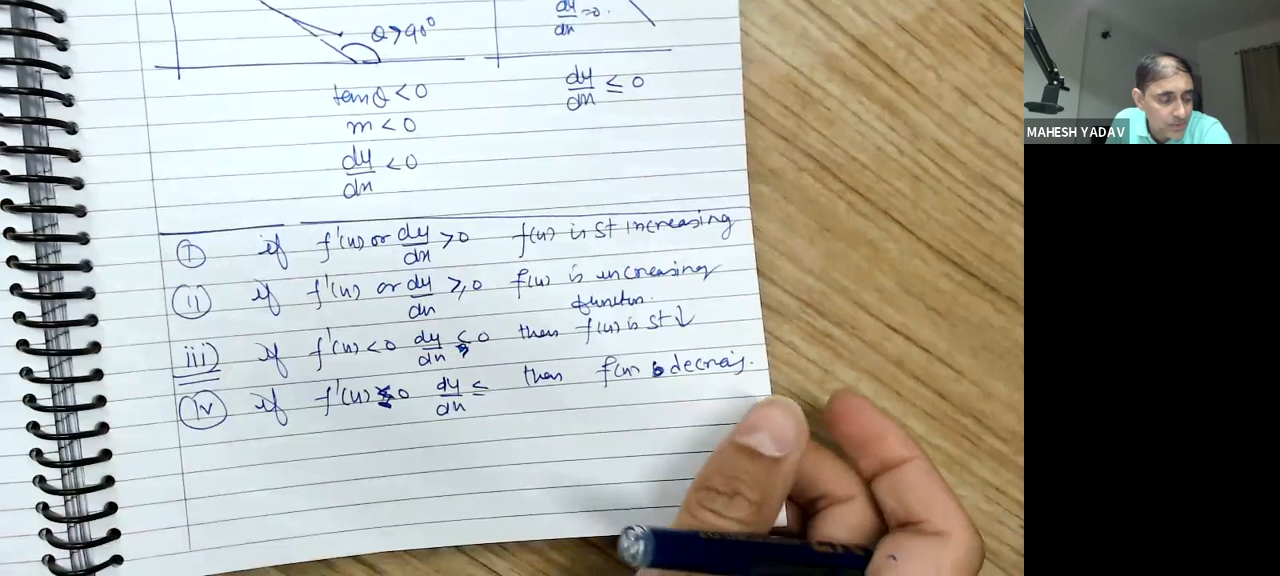 θ>90°
dy/dx =0.
tanθ < 0
m < 0
dy/dx < 0
dy/dx ≤ 0
MAHESH YADAV
(I) if f'(x) or dy/dx > 0 f(x) is st increasing
(ii) if f'(x) or dy/dx ≥ 0 f(x) is increasing
function.
iii) if f'(x) < 0 dy/dx < 0 then f(x) is st ↓
(iv) if f'(x) ≤ 0 dy/dx ≤ then f(x) is